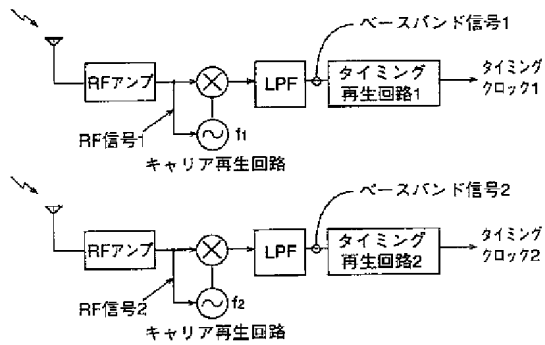 ベースバンド信号1
RFアンプ
LPF
タイミング
再生回路1
タイミング
クロック1
RF信号1
f1
キャリア再生回路
ベースバンド信号2
RFアンプ
LPF
タイミング
再生回路2
タイミング
クロック2
RF信号2
f2
キャリア再生回路